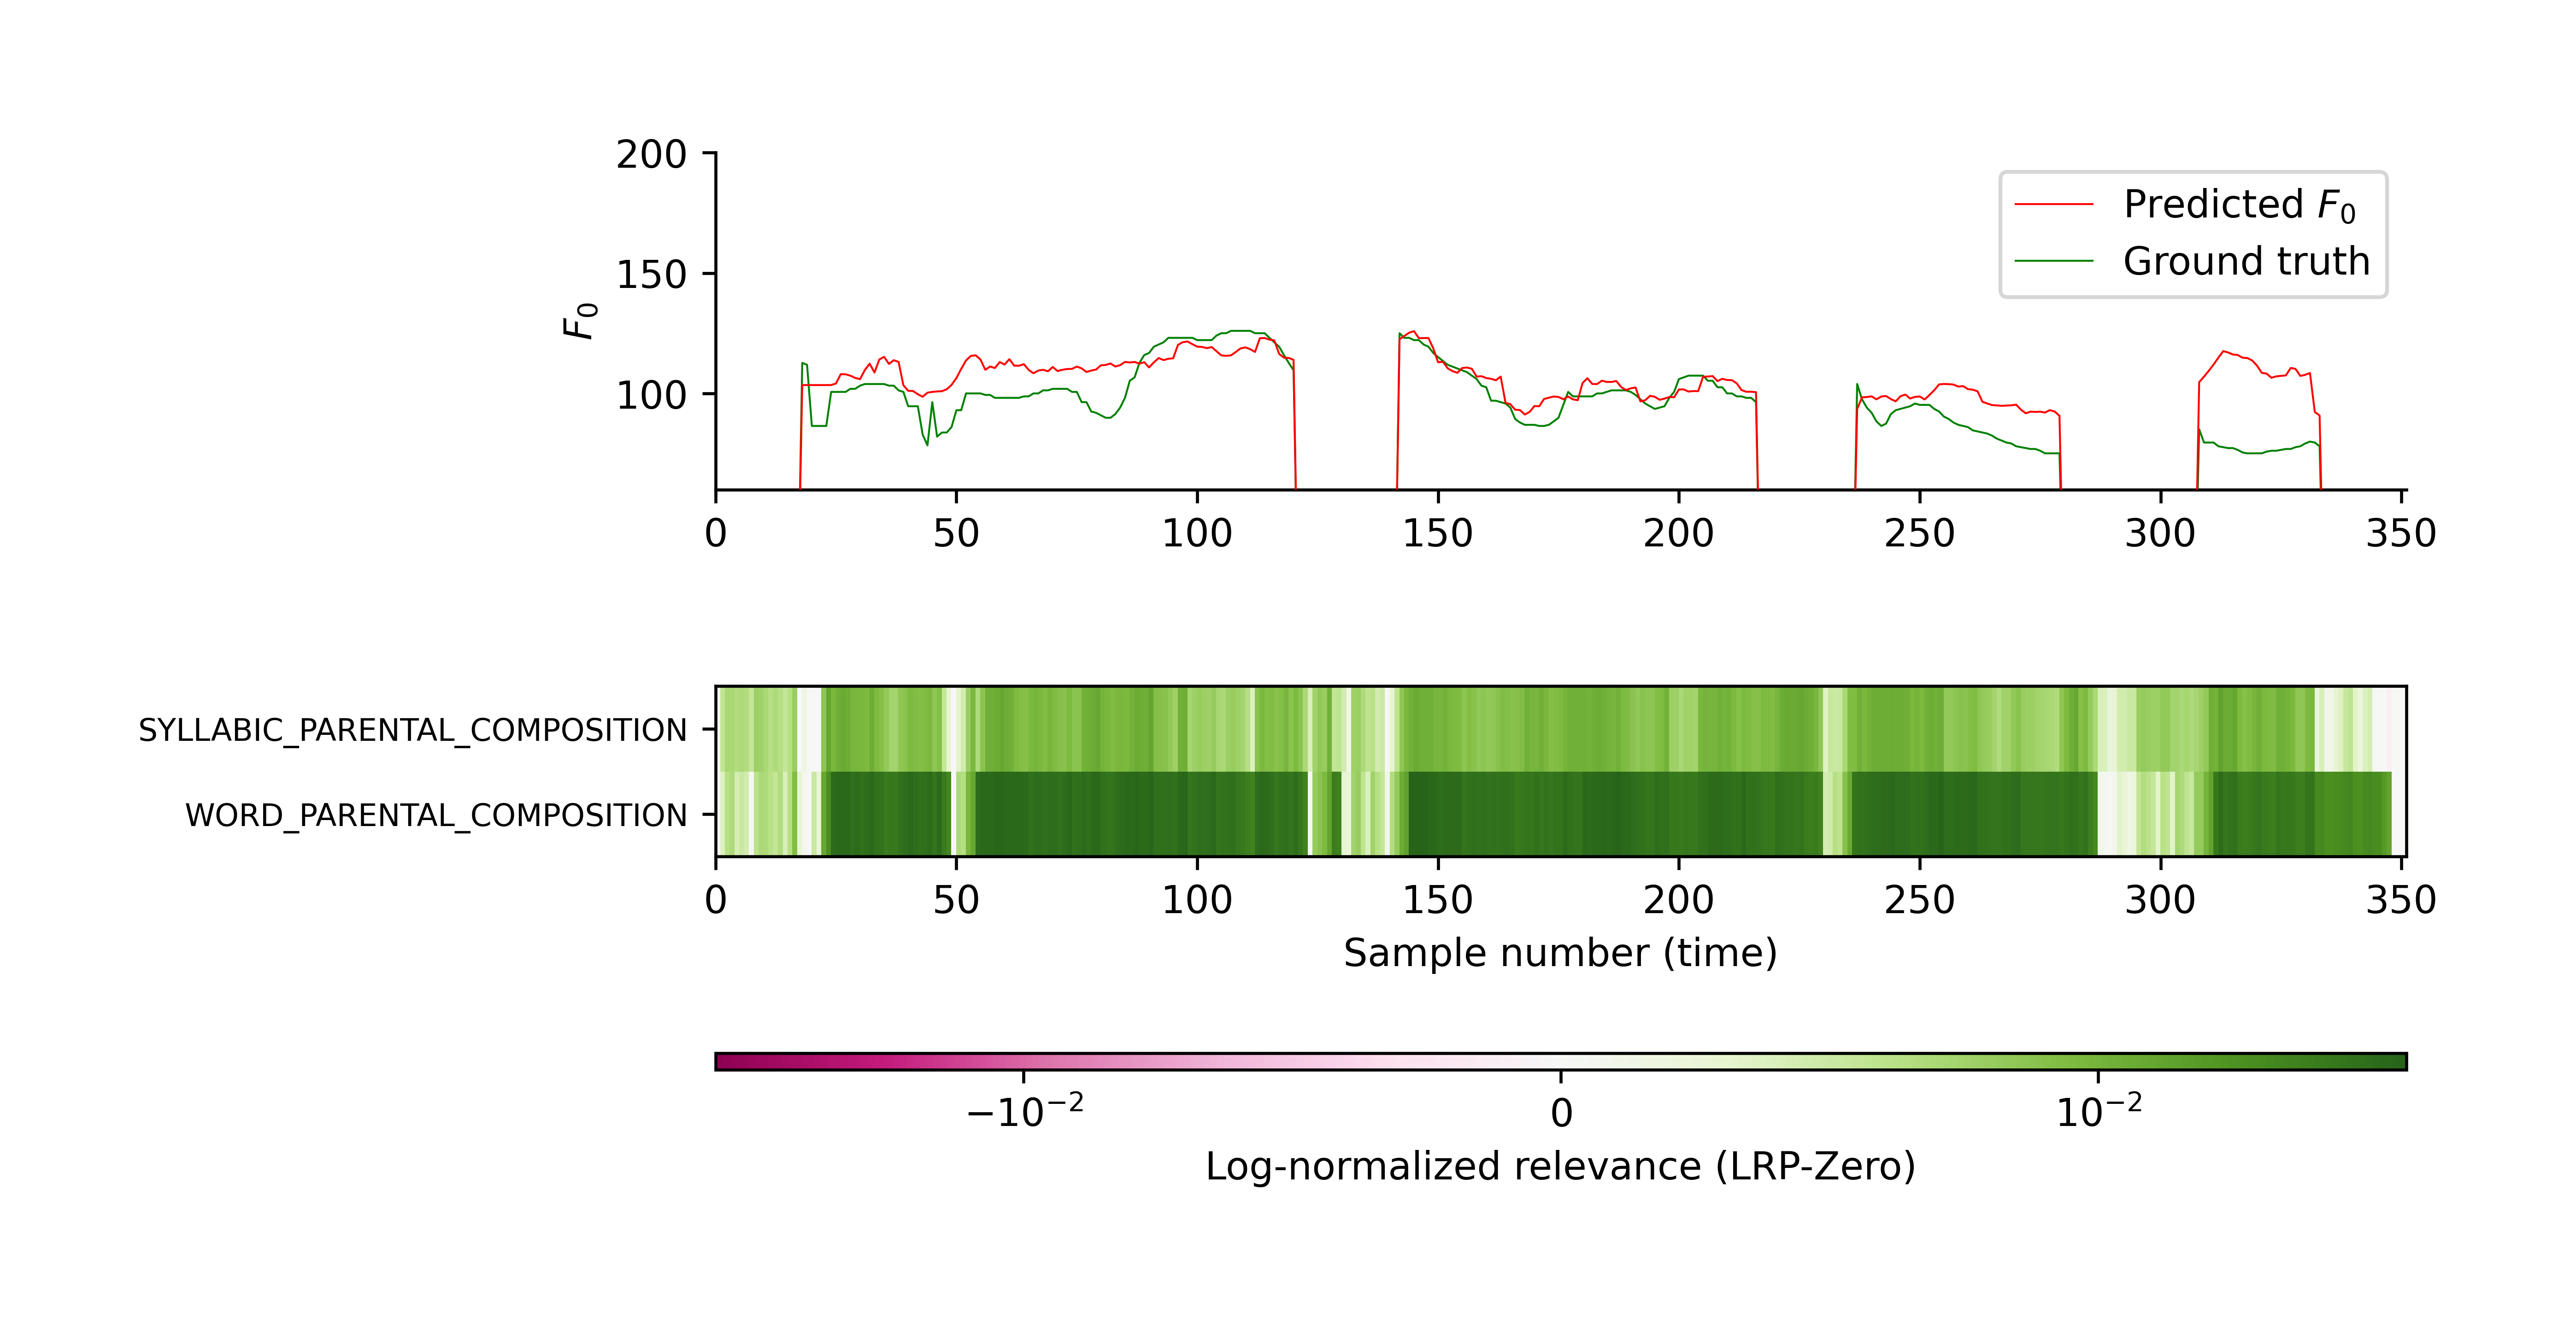 200
150
100
F₀
Predicted F₀
Ground truth
0 50 100 150 200 250 300 350
SYLLABIC_PARENTAL_COMPOSITION
WORD_PARENTAL_COMPOSITION
0 50 100 150 200 250 300 350
Sample number (time)
−10⁻² 0 10⁻²
Log-normalized relevance (LRP-Zero)